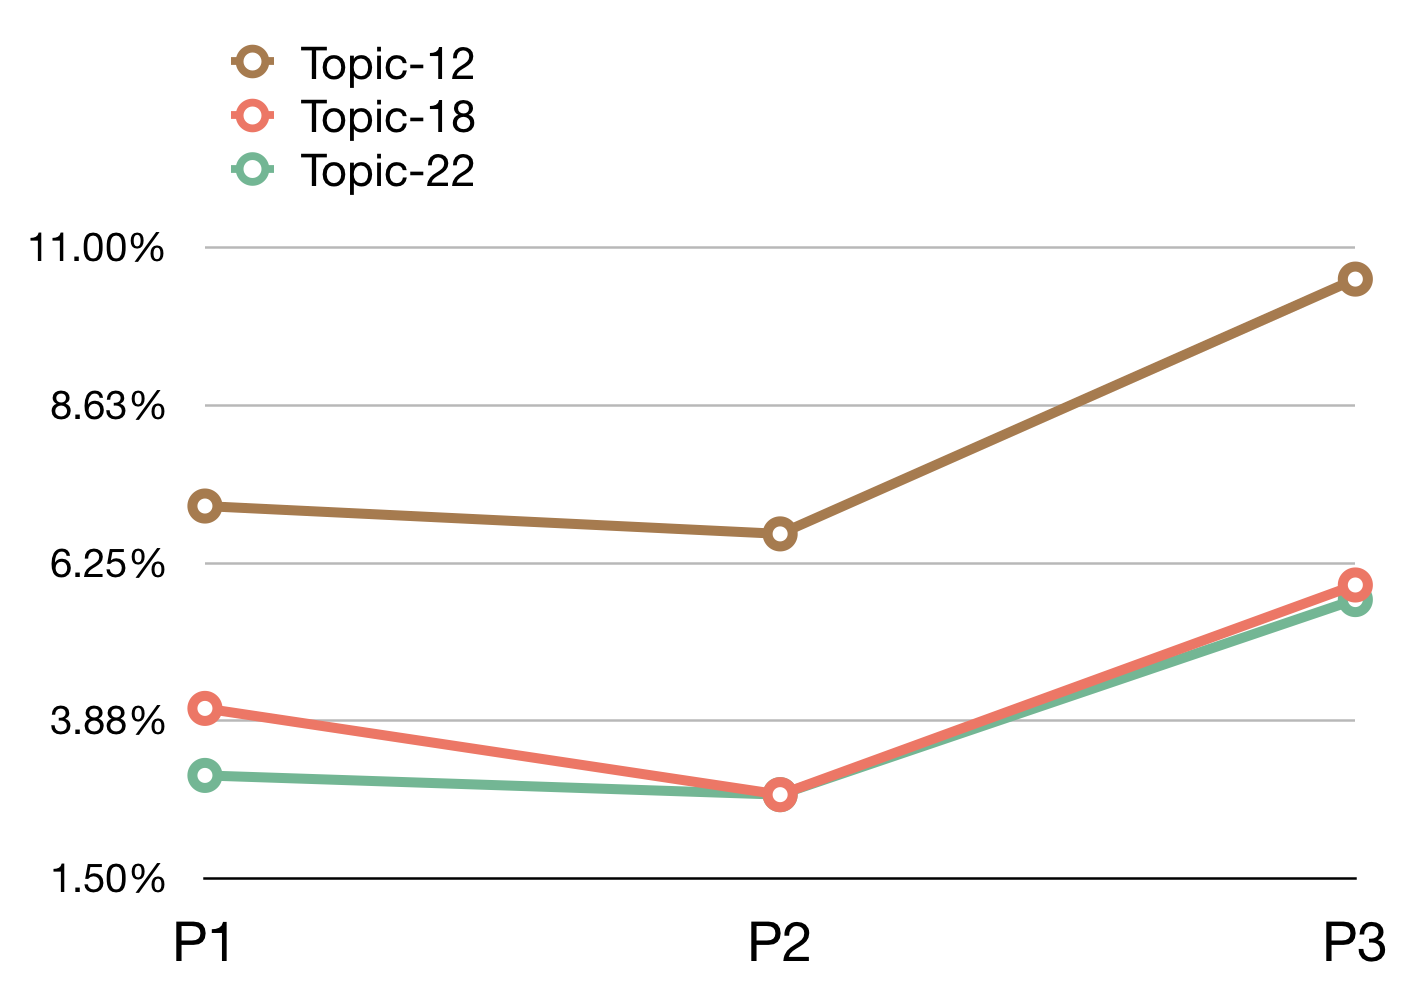 Topic-12
Topic-18
Topic-22
11.00%
8.63%
6.25%
3.88%
1.50%
P1 P2 P3